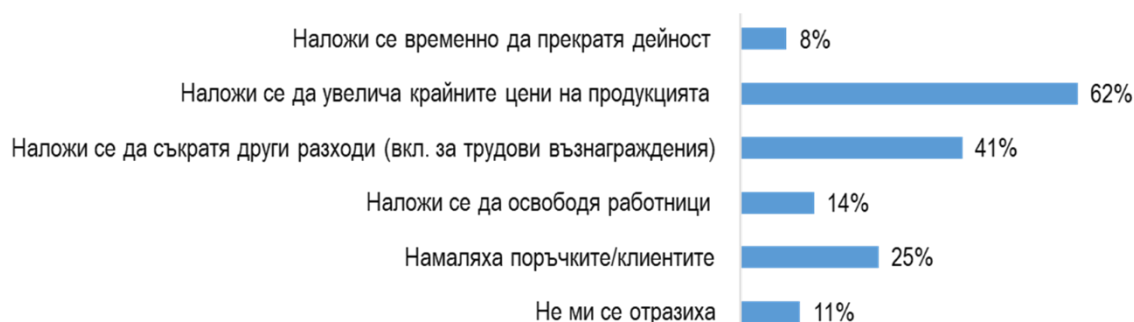 Наложи се временно да прекратя дейност 8%
Наложи се да увелича крайните цени на продукцията 62%
Наложи се да съкратя други разходи (вкл. за трудови възнаграждения) 41%
Наложи се да освободя работници 14%
Намаляха поръчките/клиентите 25%
Не ми се отразиха 11%